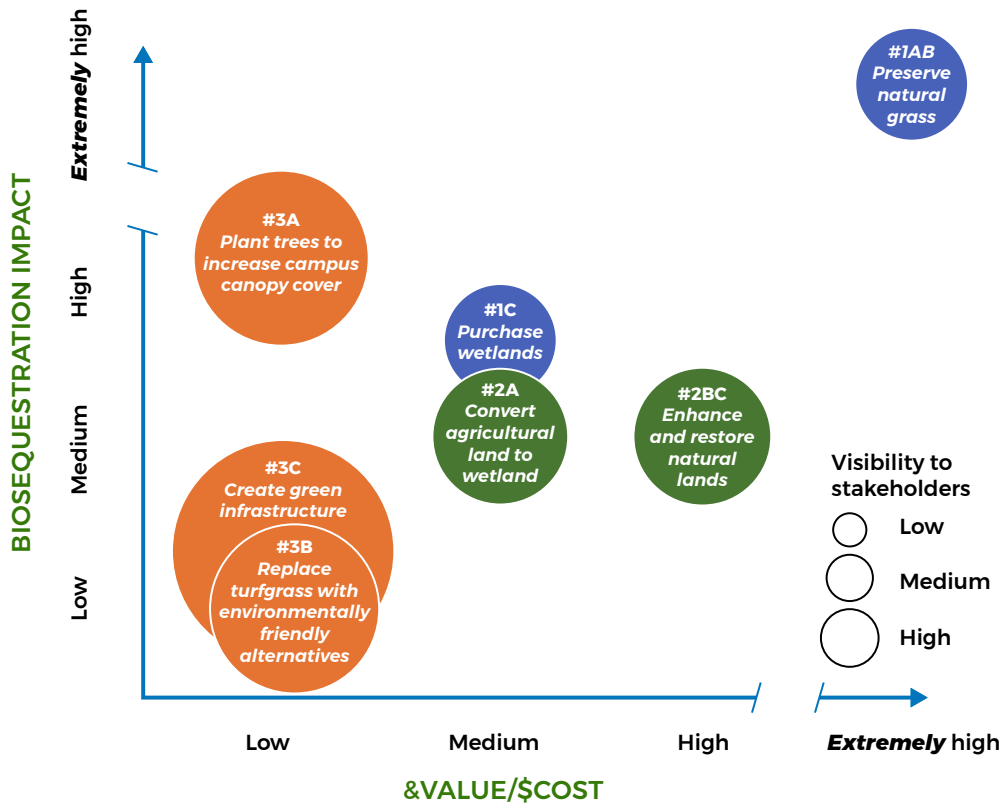 BIOSEQUESTRATION IMPACT
Extremely high
High
Medium
Low
#1AB
Preserve
natural
grass
#3A
Plant trees to
increase campus
canopy cover
#1C
Purchase
wetlands
#2A
Convert
agricultural
land to
wetland
#2BC
Enhance
and restore
natural
lands
#3C
Create green
infrastructure
#3B
Replace
turfgrass with
environmentally
friendly
alternatives
Visibility to
stakeholders
Low
Medium
High
Low
Medium
High
Extremely high
&VALUE/$COST